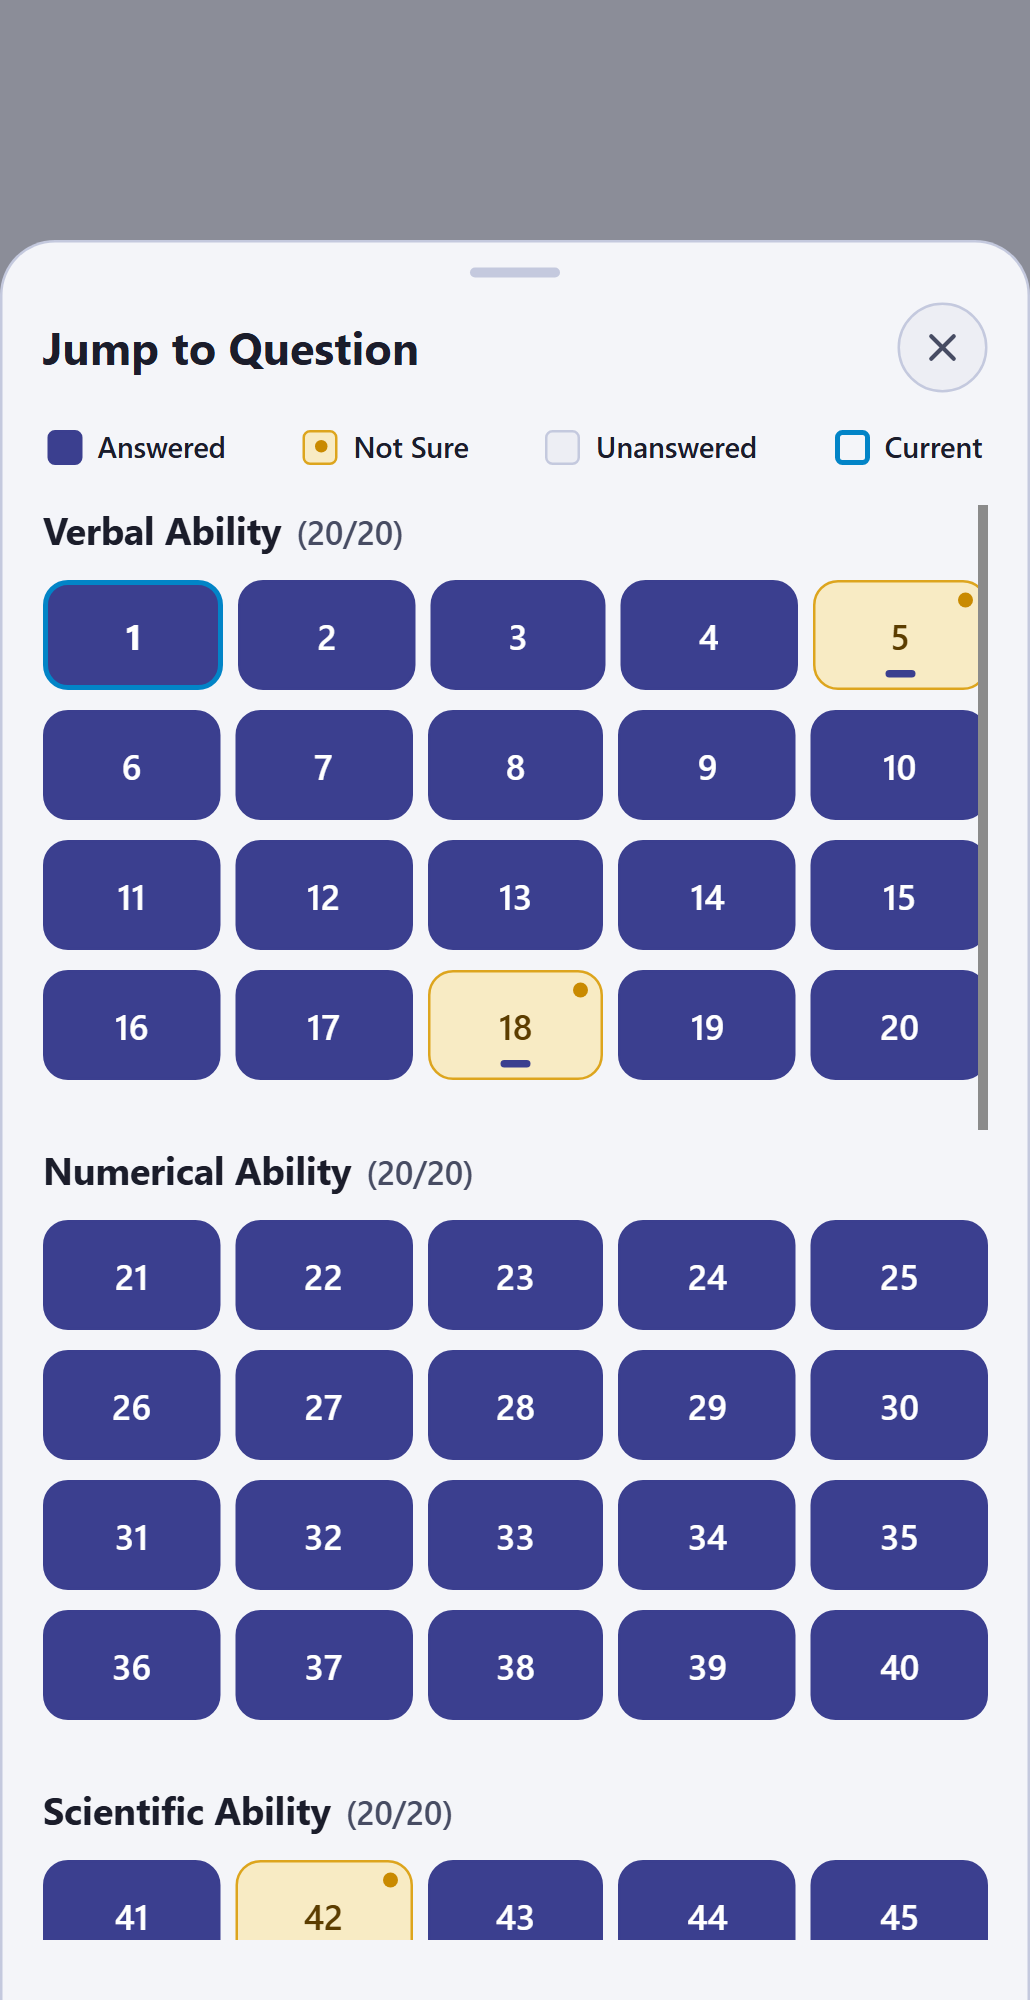 Jump to Question
Answered Not Sure Unanswered Current
Verbal Ability (20/20)
1 2 3 4 5
6 7 8 9 10
11 12 13 14 15
16 17 18 19 20
Numerical Ability (20/20)
21 22 23 24 25
26 27 28 29 30
31 32 33 34 35
36 37 38 39 40
Scientific Ability (20/20)
41 42 43 44 45